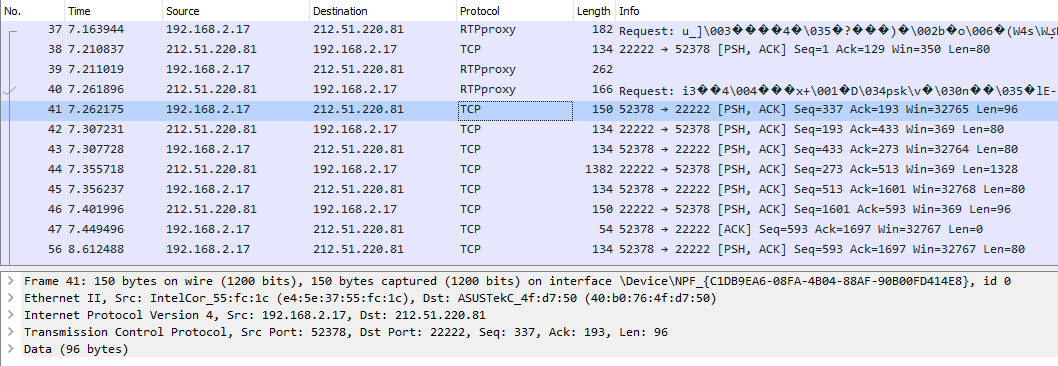 No. Time Source Destination Protocol Length Info
37 7.163944 192.168.2.17 212.51.220.81 RTPproxy 182 Request: u_]\003����4�\035�?���)�\002b�o\006�(W4s\W
38 7.210837 212.51.220.81 192.168.2.17 TCP 134 22222 → 52378 [PSH, ACK] Seq=1 Ack=129 Win=350 Len=80
39 7.211019 192.168.2.17 212.51.220.81 RTPproxy 262
40 7.261896 212.51.220.81 192.168.2.17 RTPproxy 166 Request: i3��4\004���x+\001�D\034psk\v�\030n��\035�lE-
41 7.262175 192.168.2.17 212.51.220.81 TCP 150 52378 → 22222 [PSH, ACK] Seq=337 Ack=193 Win=32765 Len=96
42 7.307231 212.51.220.81 192.168.2.17 TCP 134 22222 → 52378 [PSH, ACK] Seq=193 Ack=433 Win=369 Len=80
43 7.307728 192.168.2.17 212.51.220.81 TCP 134 52378 → 22222 [PSH, ACK] Seq=433 Ack=273 Win=32764 Len=80
44 7.355718 212.51.220.81 192.168.2.17 TCP 1382 22222 → 52378 [PSH, ACK] Seq=273 Ack=513 Win=369 Len=1328
45 7.356237 192.168.2.17 212.51.220.81 TCP 134 52378 → 22222 [PSH, ACK] Seq=513 Ack=1601 Win=32768 Len=80
46 7.401996 212.51.220.81 192.168.2.17 TCP 150 22222 → 52378 [PSH, ACK] Seq=1601 Ack=593 Win=369 Len=96
47 7.449496 192.168.2.17 212.51.220.81 TCP 54 52378 → 22222 [ACK] Seq=593 Ack=1697 Win=32767 Len=0
56 8.612488 192.168.2.17 212.51.220.81 TCP 134 52378 → 22222 [PSH, ACK] Seq=593 Ack=1697 Win=32767 Len=80
Frame 41: 150 bytes on wire (1200 bits), 150 bytes captured (1200 bits) on interface \Device\NPF_{C1DB9EA6-08FA-4B04-88AF-90B00FD414E8}, id 0
Ethernet II, Src: IntelCor_55:fc:1c (e4:5e:37:55:fc:1c), Dst: ASUSTekC_4f:d7:50 (40:b0:76:4f:d7:50)
Internet Protocol Version 4, Src: 192.168.2.17, Dst: 212.51.220.81
Transmission Control Protocol, Src Port: 52378, Dst Port: 22222, Seq: 337, Ack: 193, Len: 96
Data (96 bytes)